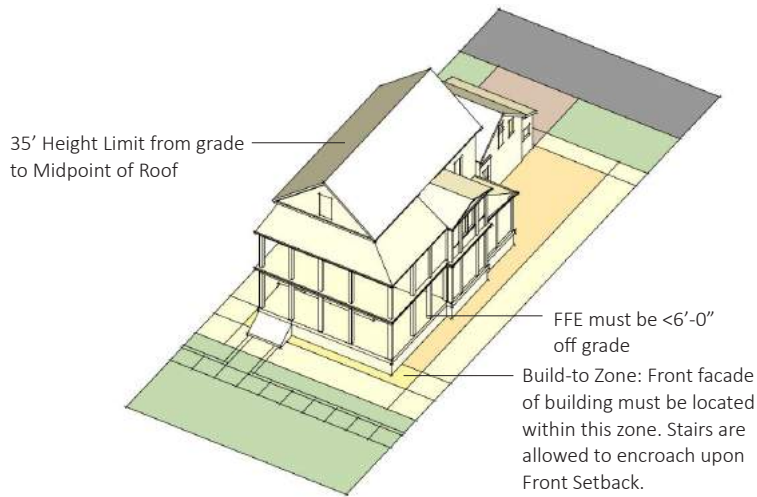 35’ Height Limit from grade
to Midpoint of Roof
FFE must be <6’-0”
off grade
Build-to Zone: Front facade
of building must be located
within this zone. Stairs are
allowed to encroach upon
Front Setback.